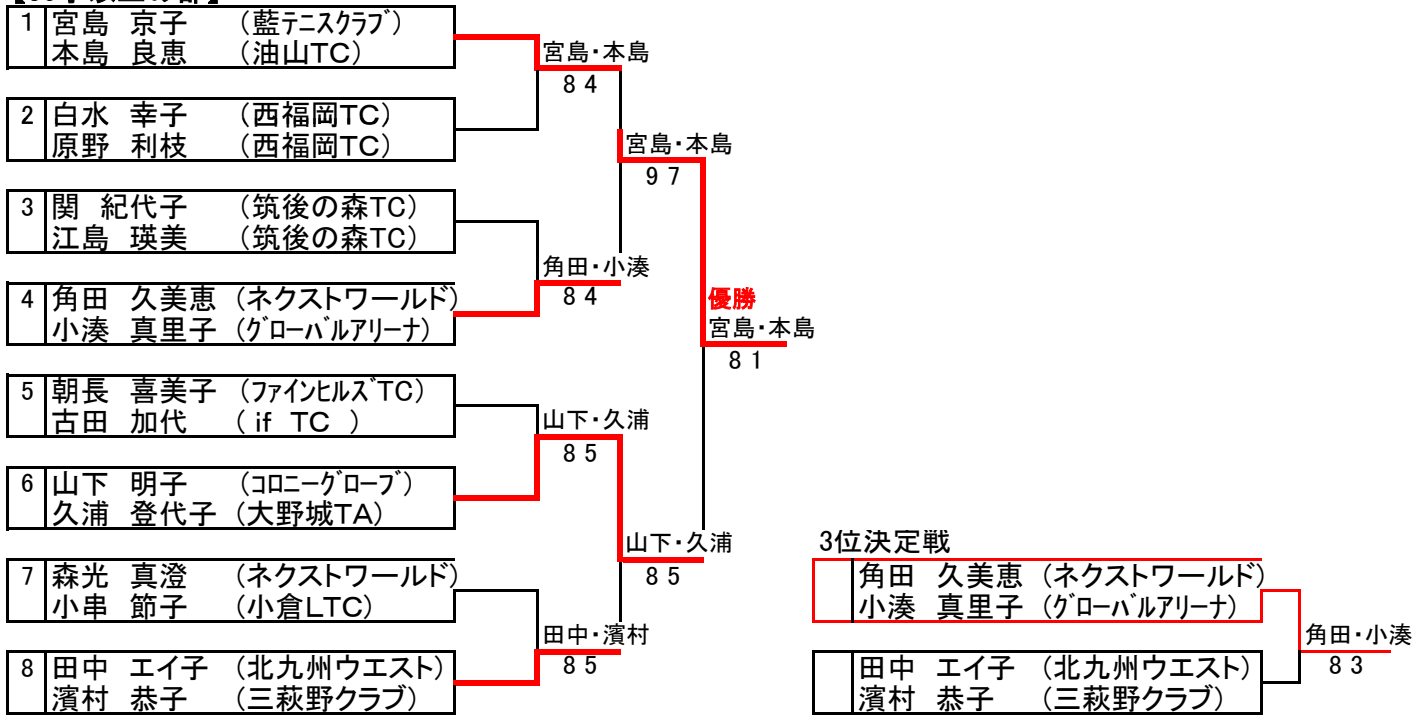 1 宮島 京子 (藍テニスクラブ)
本島 良恵 (油山TC)
2 白水 幸子 (西福岡TC)
原野 利枝 (西福岡TC)
3 関 紀代子 (筑後の森TC)
江島 瑛美 (筑後の森TC)
4 角田 久美恵 (ネクストワールド)
小湊 真里子 (グローバルアリーナ)
5 朝長 喜美子 (ファインヒルズTC)
古田 加代 ( if TC )
6 山下 明子 (コロニーグローブ)
久浦 登代子 (大野城TA)
7 森光 真澄 (ネクストワールド)
小串 節子 (小倉LTC)
8 田中 エイ子 (北九州ウエスト)
濱村 恭子 (三萩野クラブ)
宮島・本島
8 4
角田・小湊
8 4
山下・久浦
8 5
田中・濱村
8 5
宮島・本島
9 7
山下・久浦
8 5
優勝
宮島・本島
8 1
3位決定戦
角田 久美恵 (ネクストワールド)
小湊 真里子 (グローバルアリーナ)
田中 エイ子 (北九州ウエスト)
濱村 恭子 (三萩野クラブ)
角田・小湊
8 3